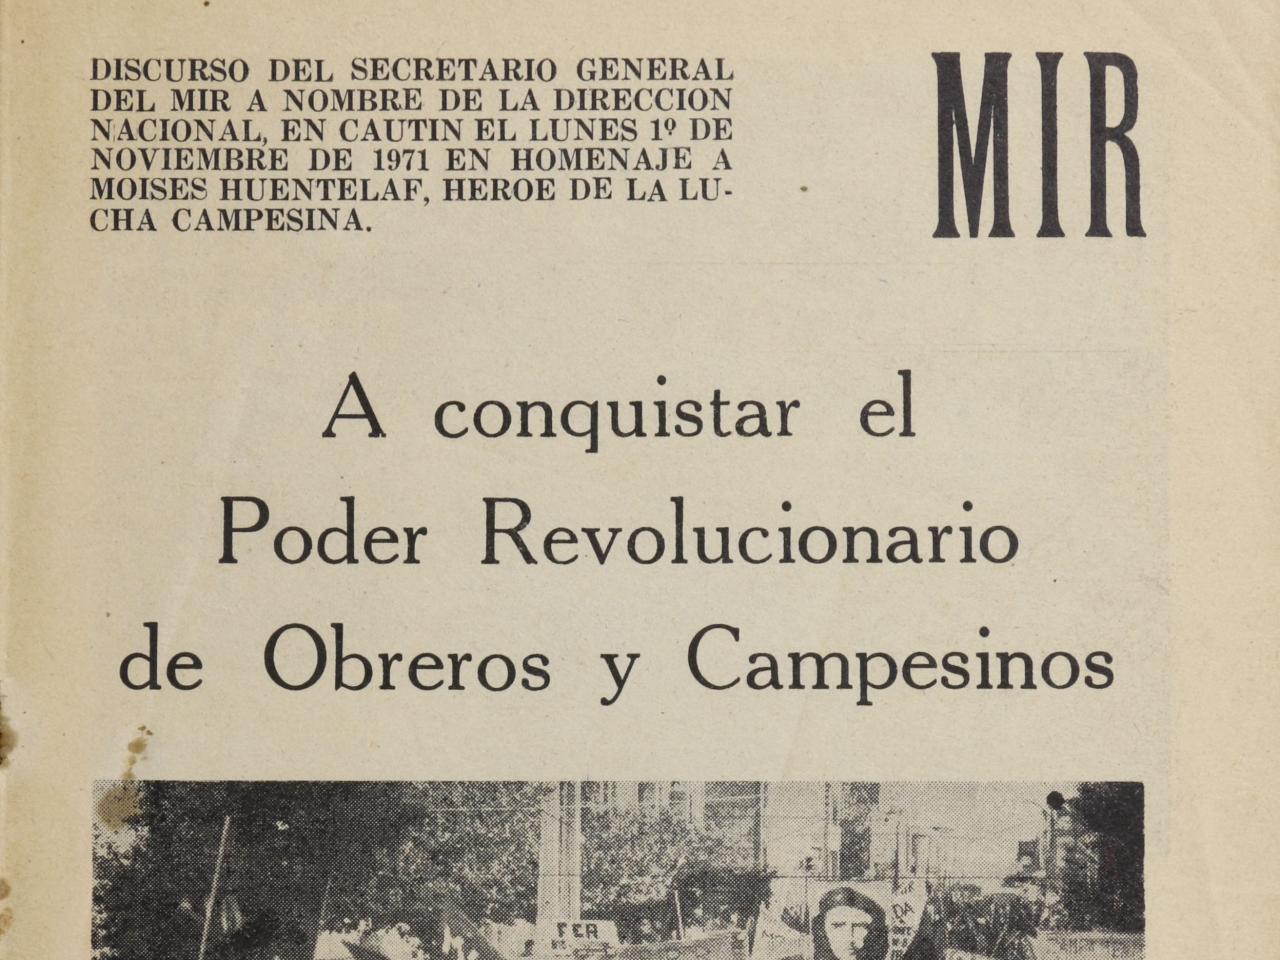 DISCURSO DEL SECRETARIO GENERAL
DEL MIR A NOMBRE DE LA DIRECCION
NACIONAL, EN CAUTIN EL LUNES 1º DE
NOVIEMBRE DE 1971 EN HOMENAJE A
MOISES HUENTELAF, HEROE DE LA LU-
CHA CAMPESINA.
MIR
A conquistar el
Poder Revolucionario
de Obreros y Campesinos
FER
DA